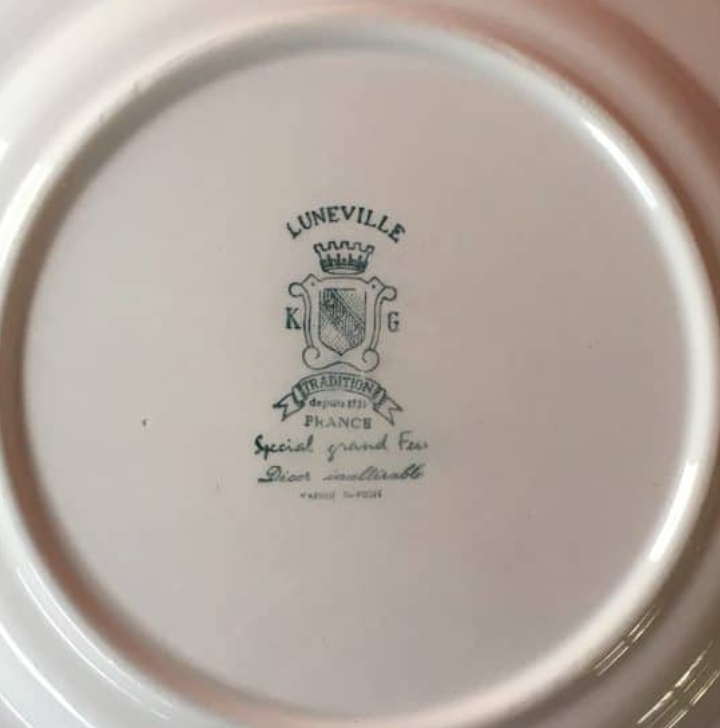 LUNEVILLE
K G
TRADITION
depuis 1731
FRANCE
Special grand Feu
Décor inaltérable